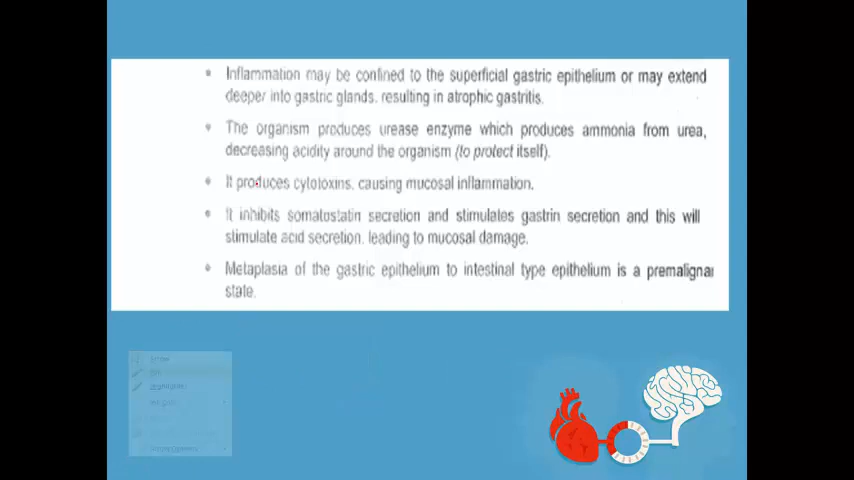 • Inflammation may be confined to the superficial gastric epithelium or may extend
deeper into gastric glands, resulting in atrophic gastritis.
• The organism produces urease enzyme which produces ammonia from urea,
decreasing acidity around the organism (to protect itself).
• It produces cytotoxins, causing mucosal inflammation.
• It inhibits somatostatin secretion and stimulates gastrin secretion and this will
stimulate acid secretion, leading to mucosal damage.
• Metaplasia of the gastric epithelium to intestinal type epithelium is a premalignan
state.